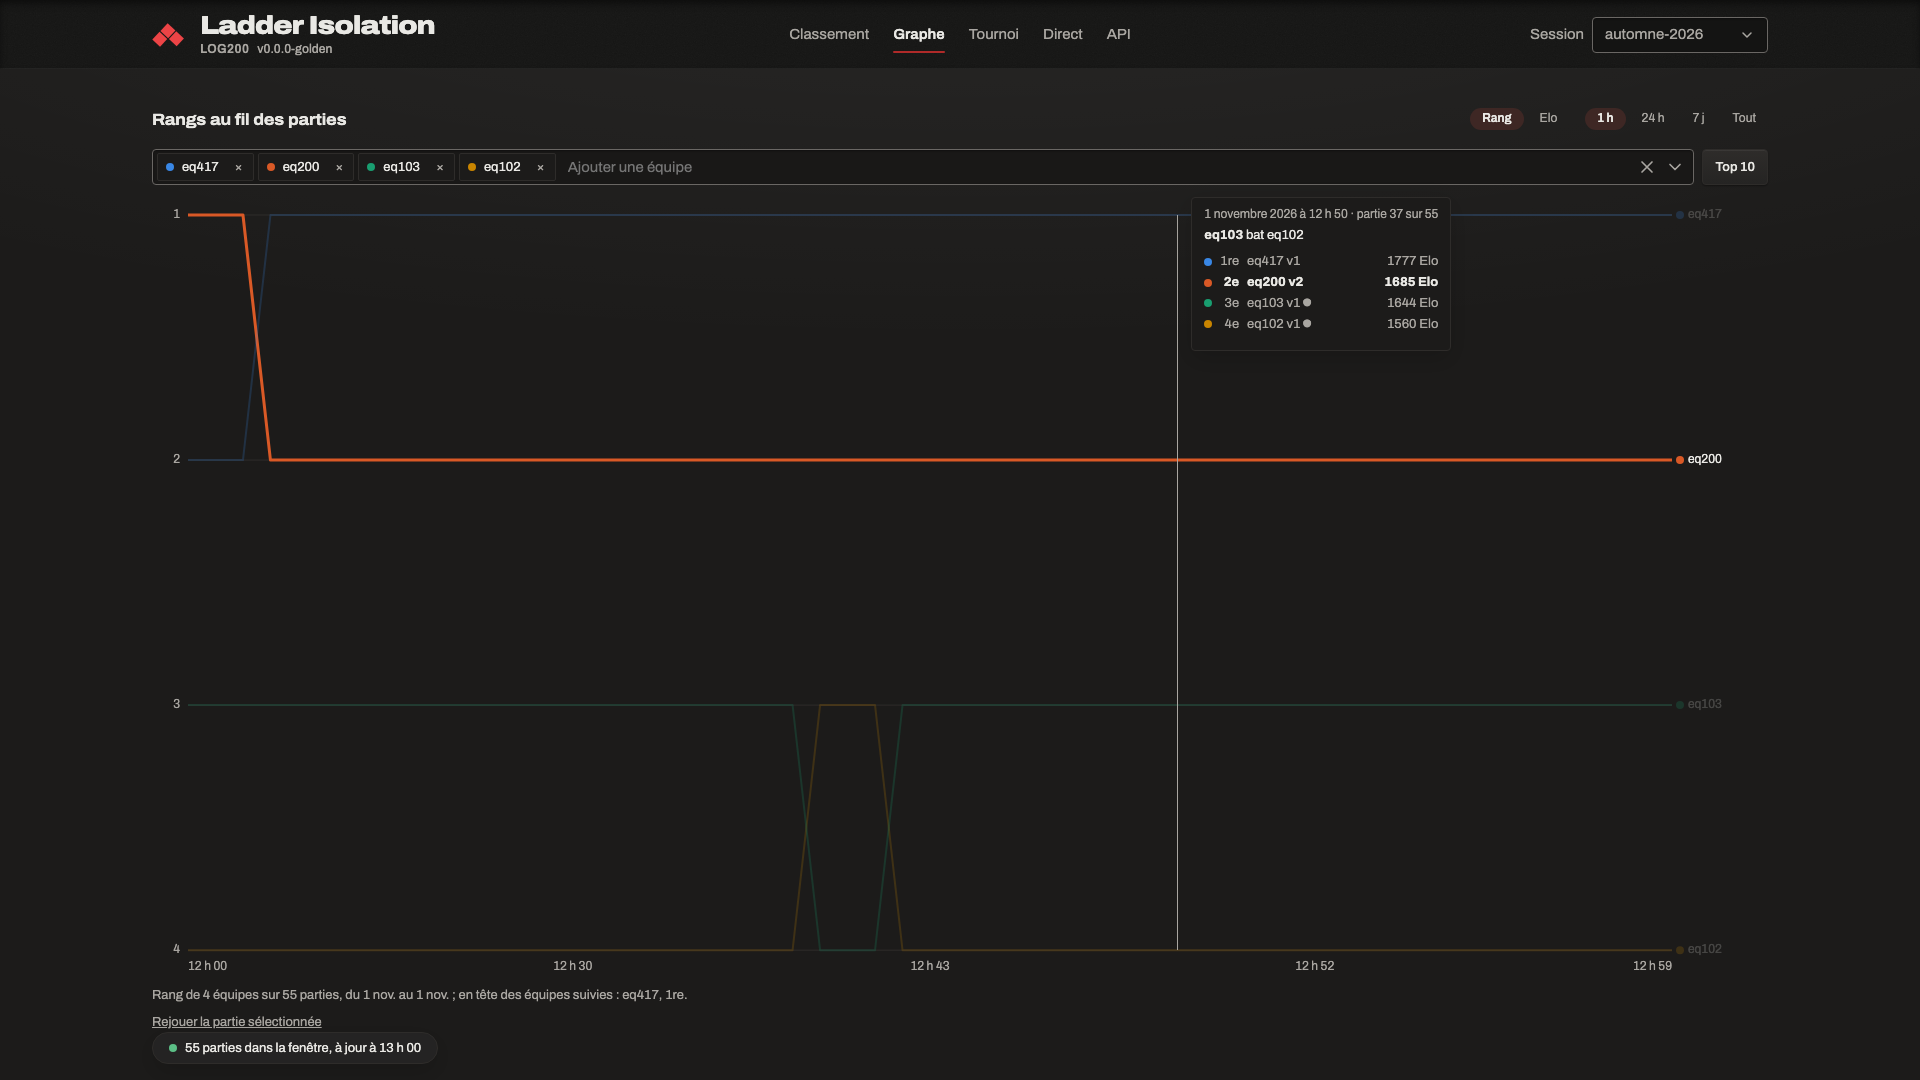 Ladder Isolation
LOG200 v0.0.0-golden
Classement Graphe Tournoi Direct API
Session automne-2026
Rangs au fil des parties
Rang Elo 1 h 24 h 7 j Tout
eq417 × eq200 × eq103 × eq102 × Ajouter une équipe
Top 10
1
1 novembre 2026 à 12 h 50 · partie 37 sur 55
eq103 bat eq102
1re eq417 v1 1777 Elo
2e eq200 v2 1685 Elo
3e eq103 v1 1644 Elo
4e eq102 v1 1560 Elo
eq417
2
eq200
3
eq103
4
eq102
12 h 00 12 h 30 12 h 43 12 h 52 12 h 59
Rang de 4 équipes sur 55 parties, du 1 nov. au 1 nov. ; en tête des équipes suivies : eq417, 1re.
Rejouer la partie sélectionnée
55 parties dans la fenêtre, à jour à 13 h 00